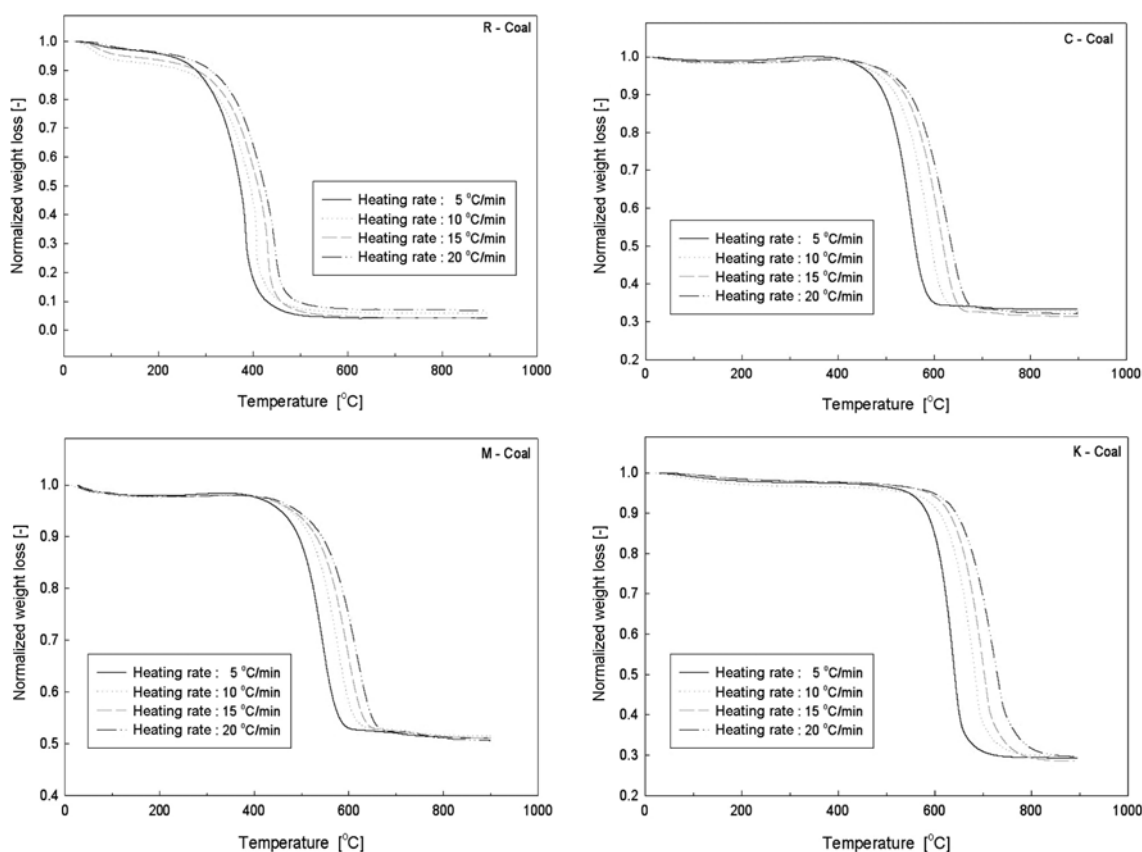 R - Coal
Normalized weight loss [-]
1.0
0.9
0.8
0.7
0.6
0.5
0.4
0.3
0.2
0.1
0.0
Heating rate : 5 °C/min
Heating rate : 10 °C/min
Heating rate : 15 °C/min
Heating rate : 20 °C/min
0 200 400 600 800 1000
Temperature [°C]
C - Coal
Normalized weight loss [-]
1.0
0.9
0.8
0.7
0.6
0.5
0.4
0.3
0.2
Heating rate : 5 °C/min
Heating rate : 10 °C/min
Heating rate : 15 °C/min
Heating rate : 20 °C/min
0 200 400 600 800 1000
Temperature [°C]
M - Coal
Normalized weight loss [-]
1.0
0.9
0.8
0.7
0.6
0.5
0.4
Heating rate : 5 °C/min
Heating rate : 10 °C/min
Heating rate : 15 °C/min
Heating rate : 20 °C/min
0 200 400 600 800 1000
Temperature [°C]
K - Coal
Normalized weight loss [-]
1.0
0.9
0.8
0.7
0.6
0.5
0.4
0.3
0.2
Heating rate : 5 °C/min
Heating rate : 10 °C/min
Heating rate : 15 °C/min
Heating rate : 20 °C/min
0 200 400 600 800 1000
Temperature [°C]